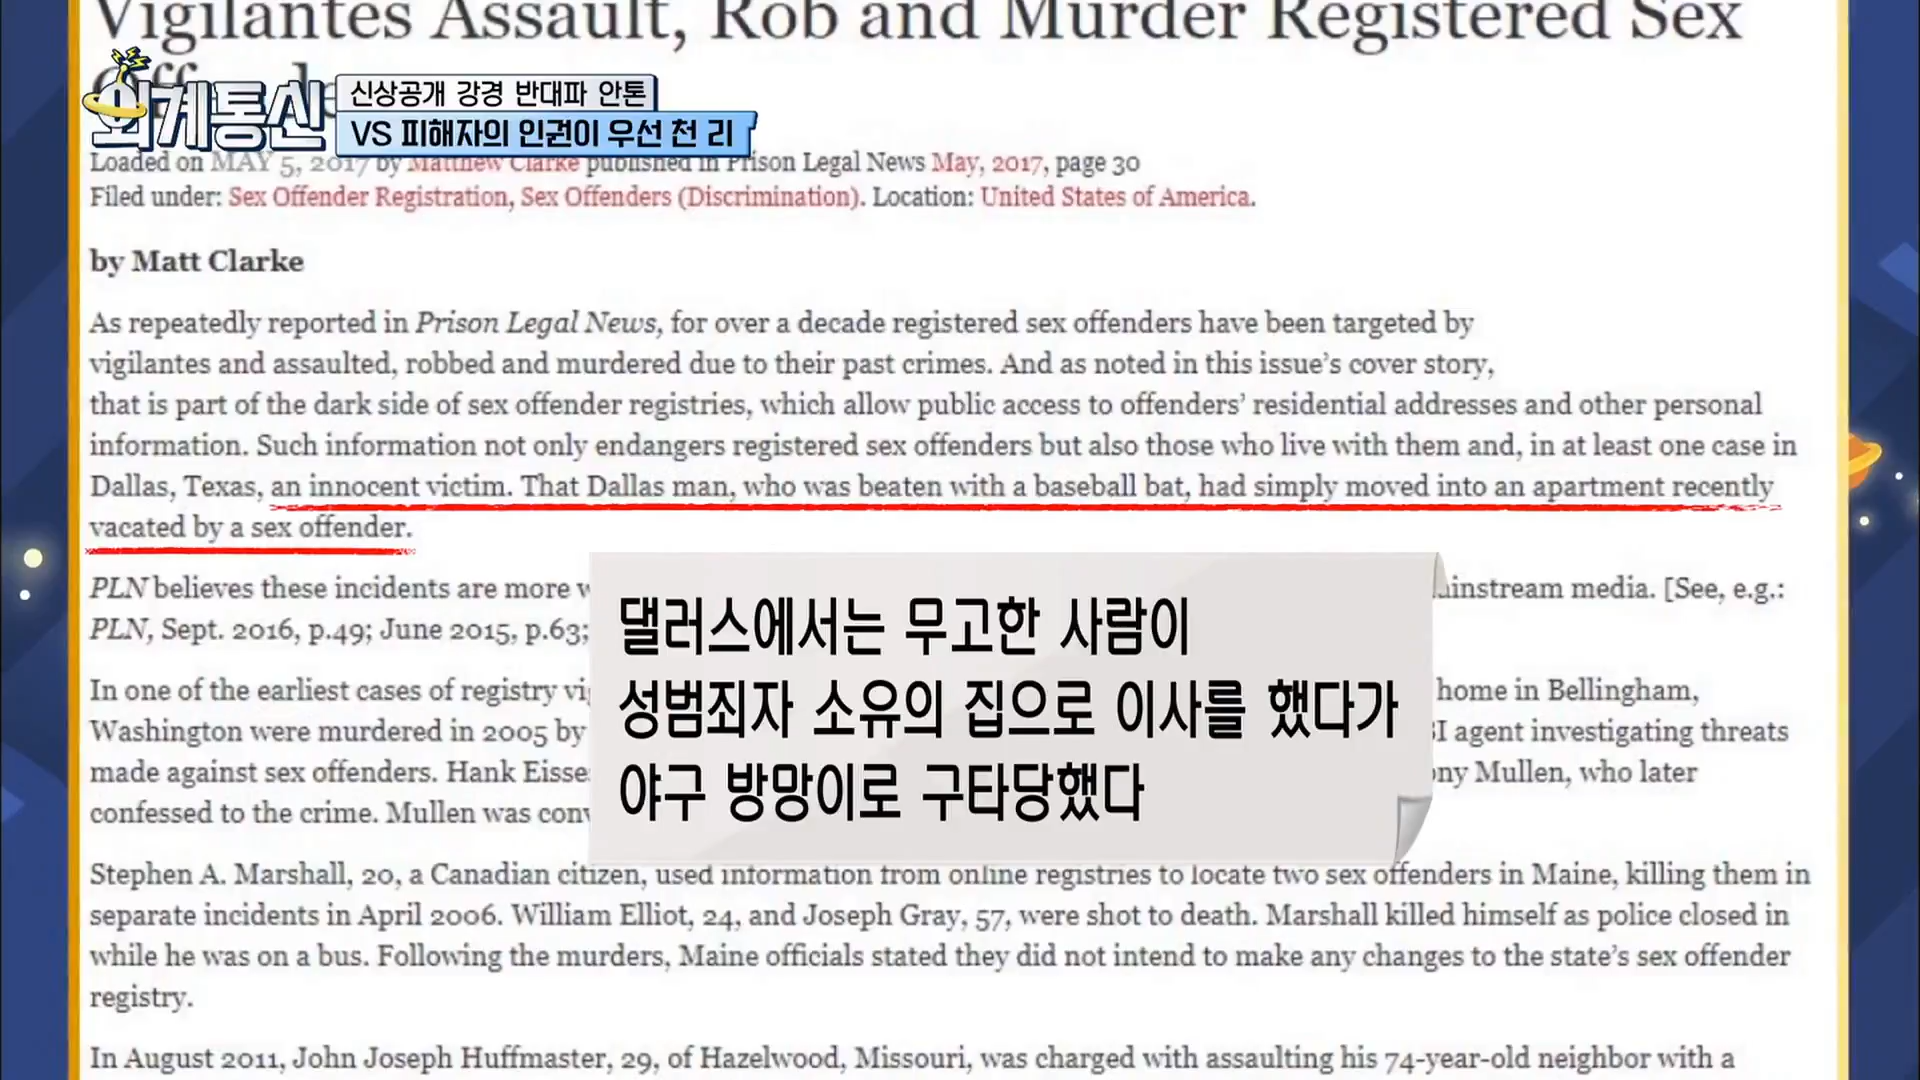 Vigilantes Assault, Rob and Murder Registered Sex
외계통신
신상공개 강경 반대파 안톤
VS 피해자의 인권이 우선 천 리
Loaded on MAY 5, 2017 by Matthew Clarke published in Prison Legal News May, 2017, page 30
Filed under: Sex Offender Registration, Sex Offenders (Discrimination). Location: United States of America.
by Matt Clarke
As repeatedly reported in Prison Legal News, for over a decade registered sex offenders have been targeted by
vigilantes and assaulted, robbed and murdered due to their past crimes. And as noted in this issue's cover story,
that is part of the dark side of sex offender registries, which allow public access to offenders' residential addresses and other personal
information. Such information not only endangers registered sex offenders but also those who live with them and, in at least one case in
Dallas, Texas, an innocent victim. That Dallas man, who was beaten with a baseball bat, had simply moved into an apartment recently
vacated by a sex offender.
PLN believes these incidents are more mainstream media. [See, e.g.:
PLN, Sept. 2016, p.49; June 2015, p.63;
In one of the earliest cases of registry home in Bellingham,
Washington were murdered in 2005 by agent investigating threats
made against sex offenders. Hank Mullen, who later
confessed to the crime. Mullen was
댈러스에서는 무고한 사람이
성범죄자 소유의 집으로 이사를 했다가
야구 방망이로 구타당했다
Stephen A. Marshall, 20, a Canadian citizen, used information from online registries to locate two sex offenders in Maine, killing them in
separate incidents in April 2006. William Elliot, 24, and Joseph Gray, 57, were shot to death. Marshall killed himself as police closed in
while he was on a bus. Following the murders, Maine officials stated they did not intend to make any changes to the state's sex offender
registry.
In August 2011, John Joseph Huffmaster, 29, of Hazelwood, Missouri, was charged with assaulting his 74-year-old neighbor with a